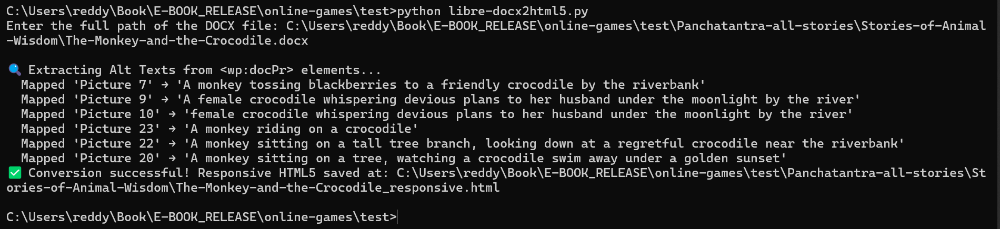 C:\Users\reddy\Book\E-BOOK_RELEASE\online-games\test>python libre-docx2html5.py
Enter the full path of the DOCX file: C:\Users\reddy\Book\E-BOOK_RELEASE\online-games\test\Panchatantra-all-stories\Stories-of-Animal
-Wisdom\The-Monkey-and-the-Crocodile.docx
🔍 Extracting Alt Texts from <wp:docPr> elements...
Mapped 'Picture 7' → 'A monkey tossing blackberries to a friendly crocodile by the riverbank'
Mapped 'Picture 9' → 'A female crocodile whispering devious plans to her husband under the moonlight by the river'
Mapped 'Picture 10' → 'female crocodile whispering devious plans to her husband under the moonlight by the river'
Mapped 'Picture 23' → 'A monkey riding on a crocodile'
Mapped 'Picture 22' → 'A monkey sitting on a tall tree branch, looking down at a regretful crocodile near the riverbank'
Mapped 'Picture 20' → 'A monkey sitting on a tree, watching a crocodile swim away under a golden sunset'
✅ Conversion successful! Responsive HTML5 saved at: C:\Users\reddy\Book\E-BOOK_RELEASE\online-games\test\Panchatantra-all-stories\St
ories-of-Animal-Wisdom\The-Monkey-and-the-Crocodile_responsive.html
C:\Users\reddy\Book\E-BOOK_RELEASE\online-games\test>